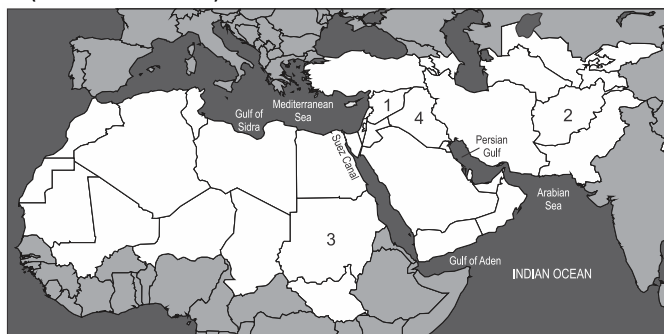 Mediterranean
Sea
Gulf of
Sidra
Suez Canal
1
4
2
Persian
Gulf
Arabian
Sea
3
Gulf of Aden
INDIAN OCEAN